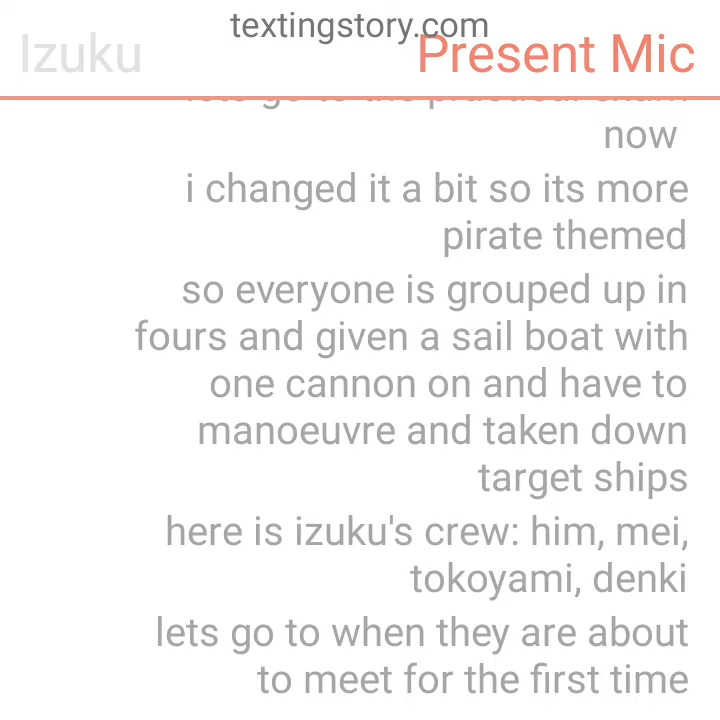 textingstory.com
Izuku
Present Mic
now
i changed it a bit so its more
pirate themed
so everyone is grouped up in
fours and given a sail boat with
one cannon on and have to
manoeuvre and taken down
target ships
here is izuku's crew: him, mei,
tokoyami, denki
lets go to when they are about
to meet for the first time